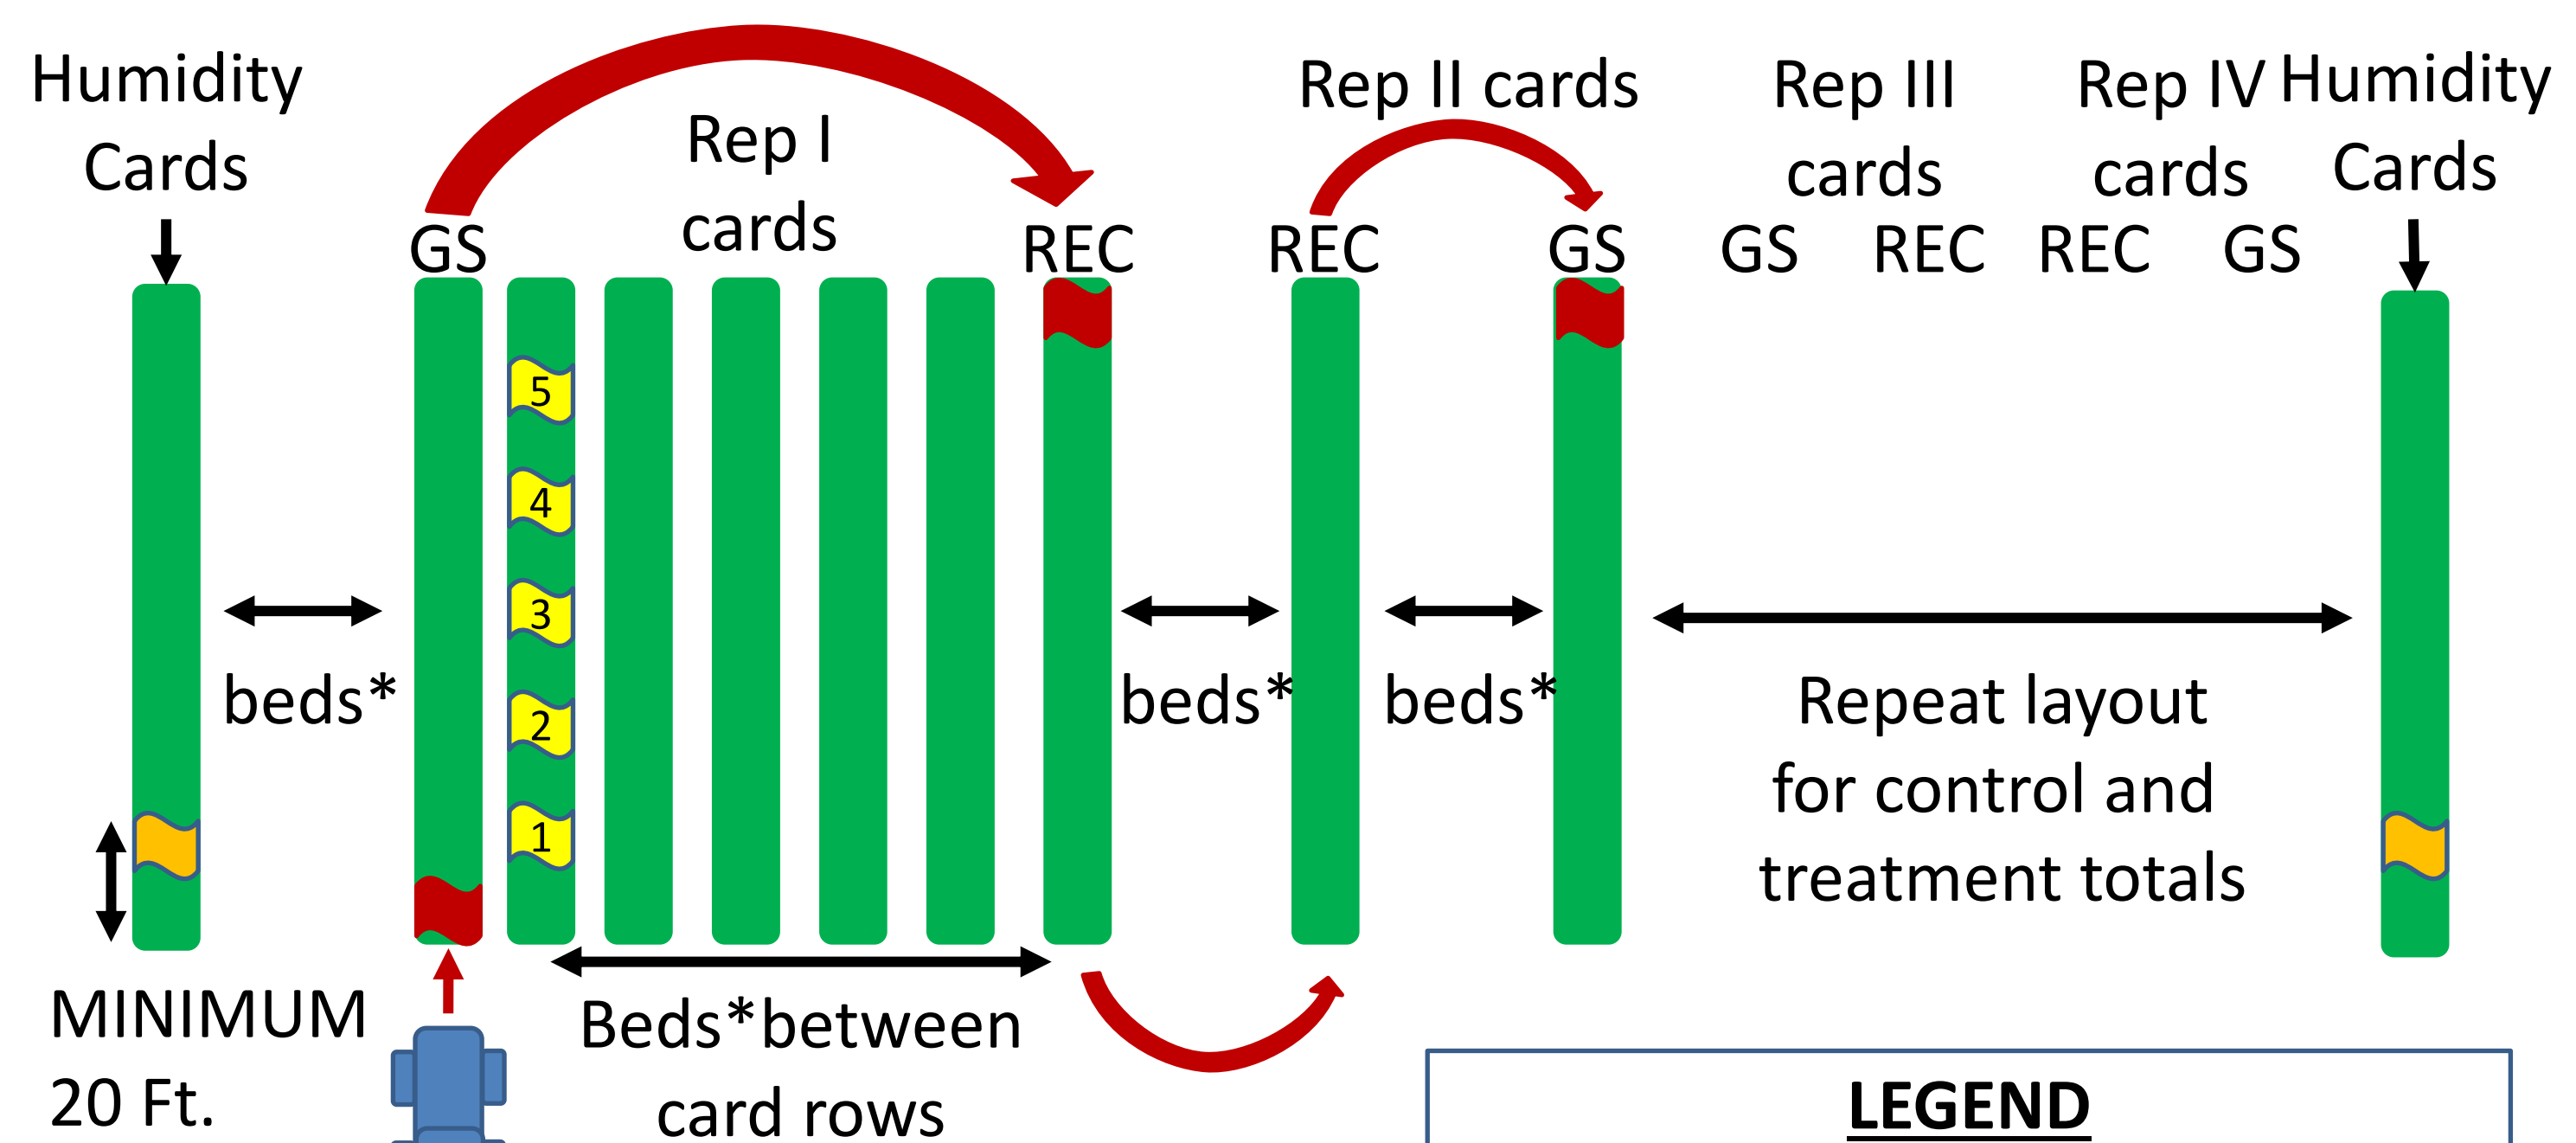 Humidity
Cards
Rep I
cards
Rep II cards
Rep III
cards
Rep IV
cards
Humidity
Cards
GS
REC
REC
GS
GS
REC
REC
GS
5
4
3
2
1
beds*
beds*
beds*
Repeat layout
for control and
treatment totals
MINIMUM
20 Ft.
Beds*between
card rows
LEGEND